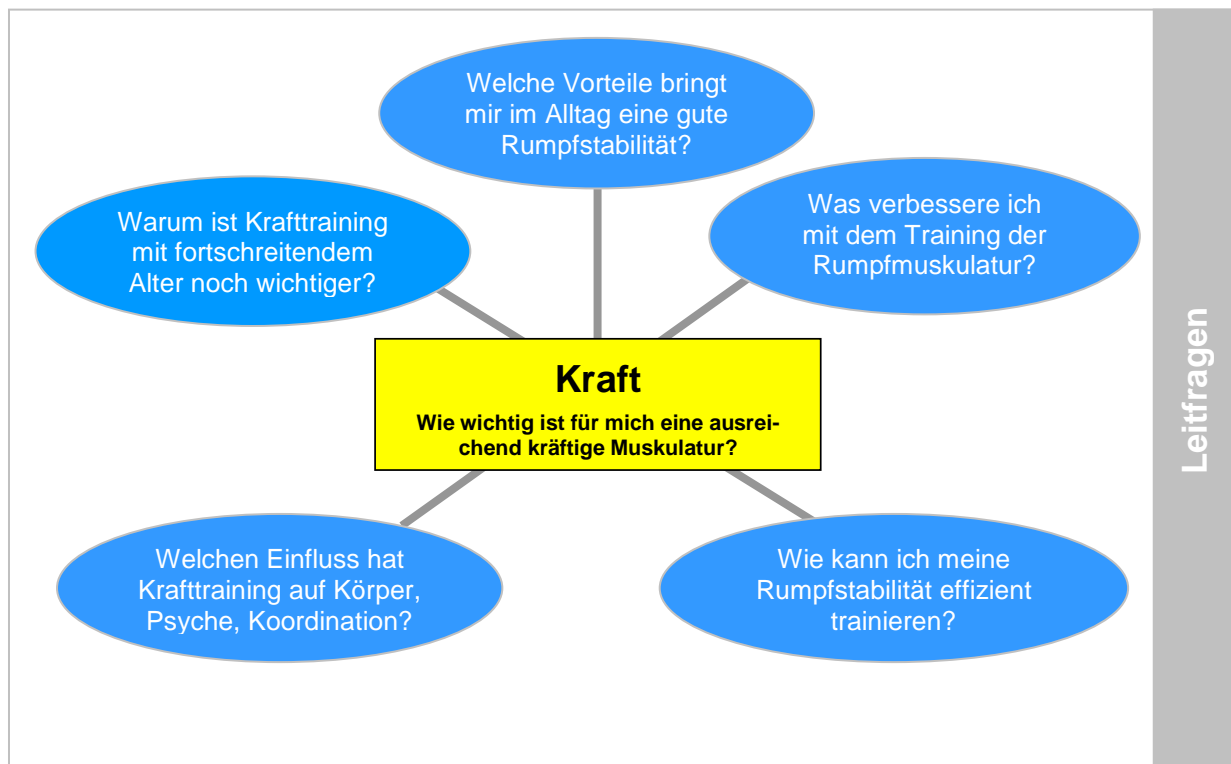 Welche Vorteile bringt
mir im Alltag eine gute
Rumpfstabilität?
Warum ist Krafttraining
mit fortschreitendem
Alter noch wichtiger?
Was verbessere ich
mit dem Training der
Rumpfmuskulatur?
Kraft
Wie wichtig ist für mich eine ausrei-
chend kräftige Muskulatur?
Welchen Einfluss hat
Krafttraining auf Körper,
Psyche, Koordination?
Wie kann ich meine
Rumpfstabilität effizient
trainieren?
Leitfragen